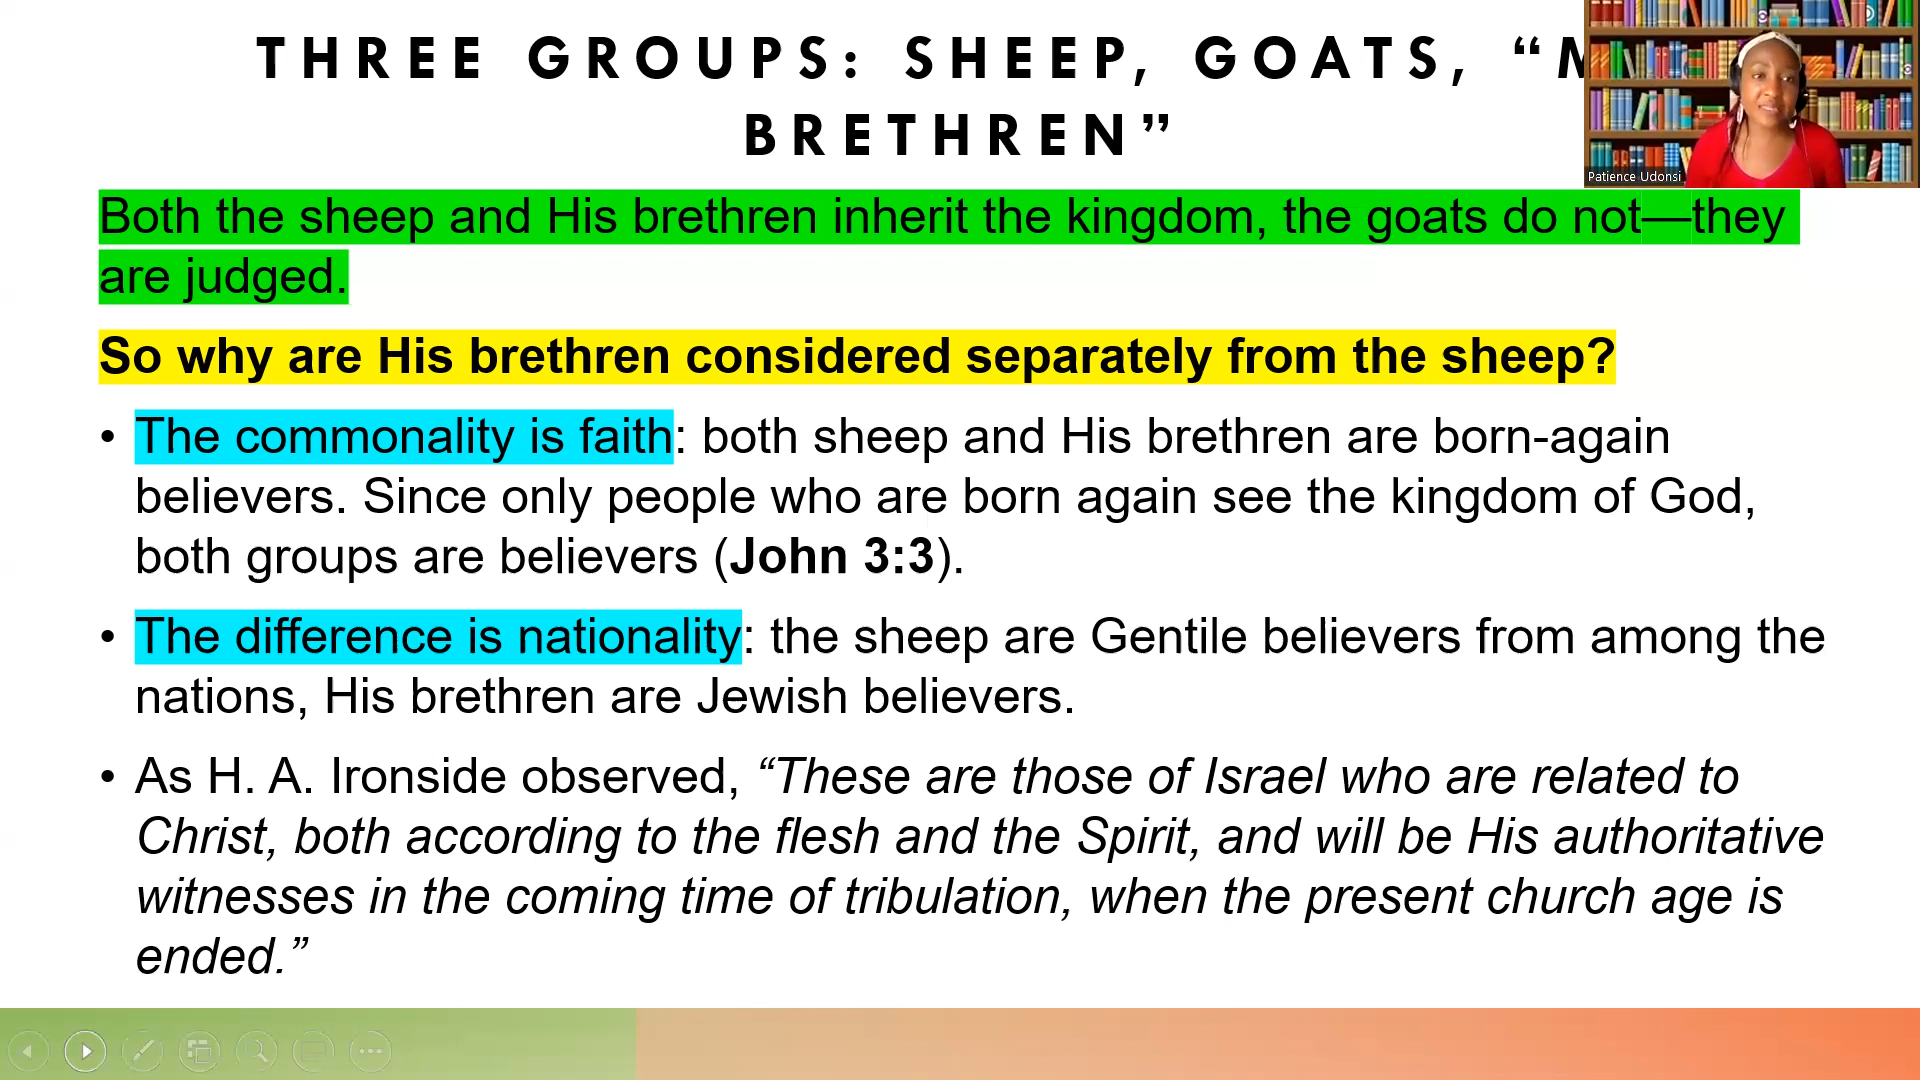 THREE GROUPS: SHEEP, GOATS, “M
BRETHREN”
Patience Udonsi
Both the sheep and His brethren inherit the kingdom, the goats do not—they
are judged.
So why are His brethren considered separately from the sheep?
• The commonality is faith: both sheep and His brethren are born-again
believers. Since only people who are born again see the kingdom of God,
both groups are believers (John 3:3).
• The difference is nationality: the sheep are Gentile believers from among the
nations, His brethren are Jewish believers.
• As H. A. Ironside observed, “These are those of Israel who are related to
Christ, both according to the flesh and the Spirit, and will be His authoritative
witnesses in the coming time of tribulation, when the present church age is
ended.”